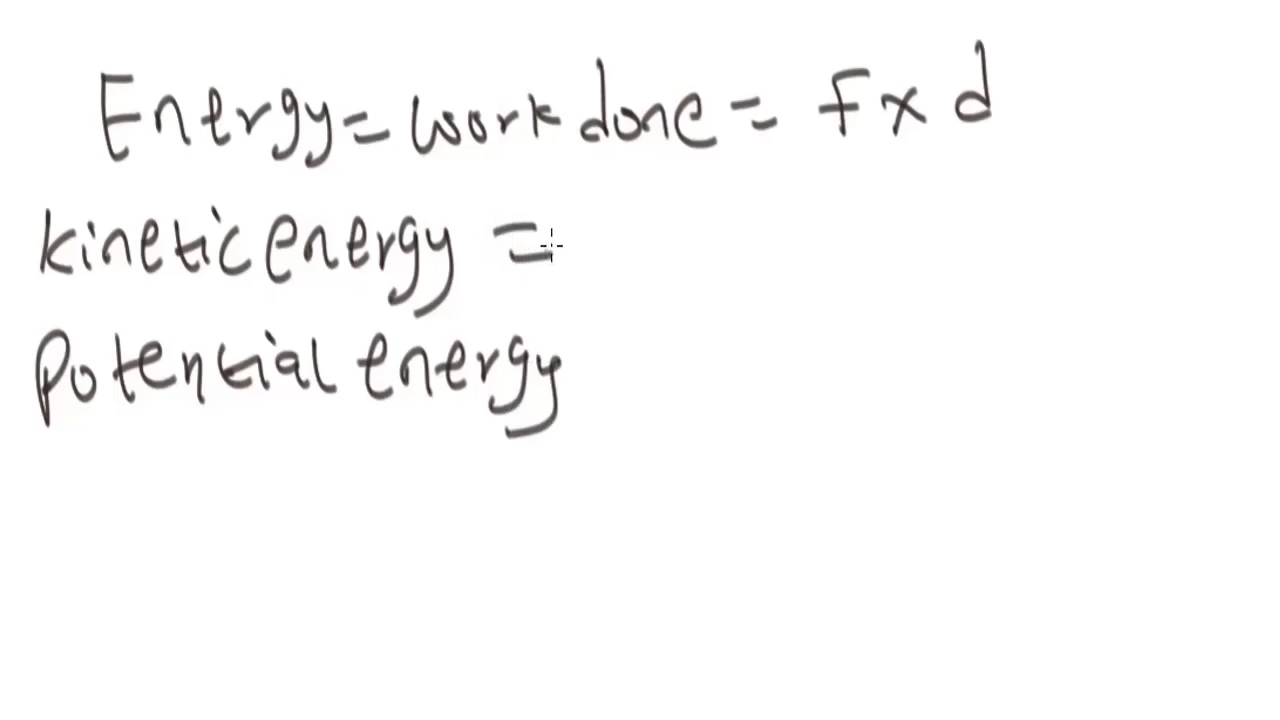 Energy = work done = F x d
kinetic energy =
Potential energy